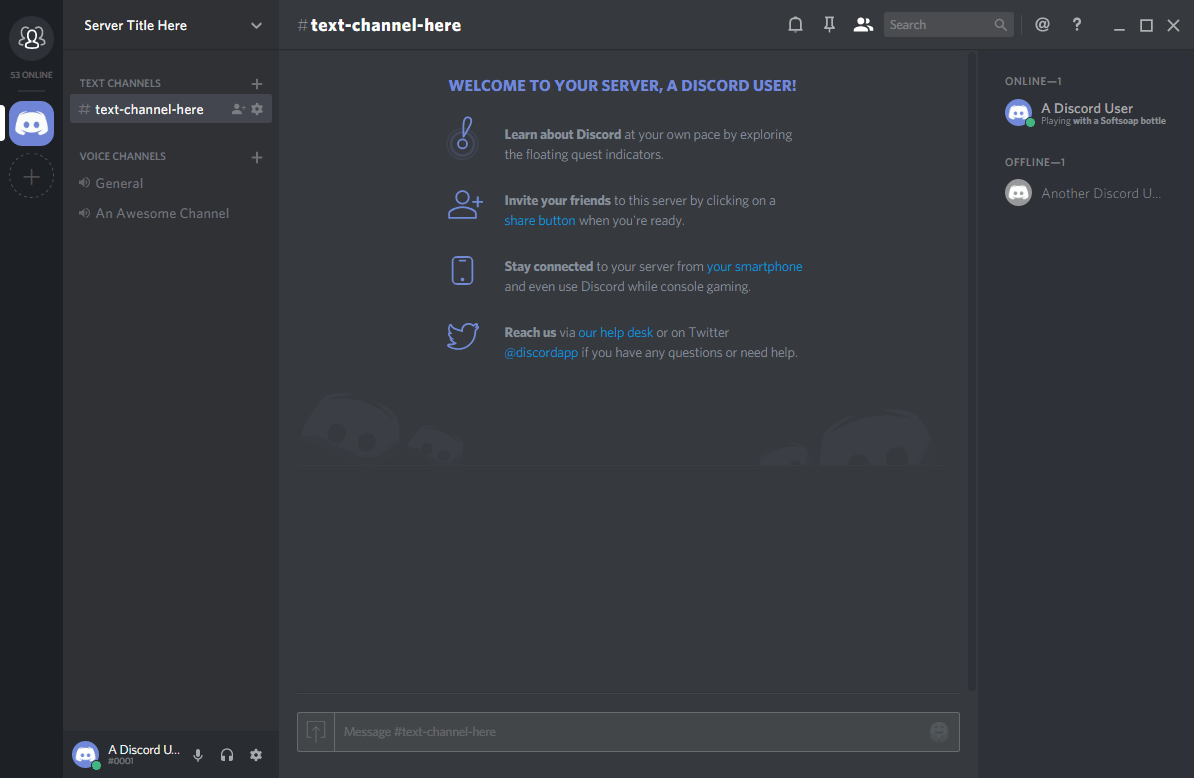 Server Title Here
#text-channel-here
Search
@
?
53 ONLINE
TEXT CHANNELS
# text-channel-here
VOICE CHANNELS
General
An Awesome Channel
WELCOME TO YOUR SERVER, A DISCORD USER!
Learn about Discord at your own pace by exploring
the floating quest indicators.
Invite your friends to this server by clicking on a
share button when you're ready.
Stay connected to your server from your smartphone
and even use Discord while console gaming.
Reach us via our help desk or on Twitter
@discordapp if you have any questions or need help.
Message #text-channel-here
ONLINE—1
A Discord User
Playing with a Softsoap bottle
OFFLINE—1
Another Discord U...
A Discord U...
#0001